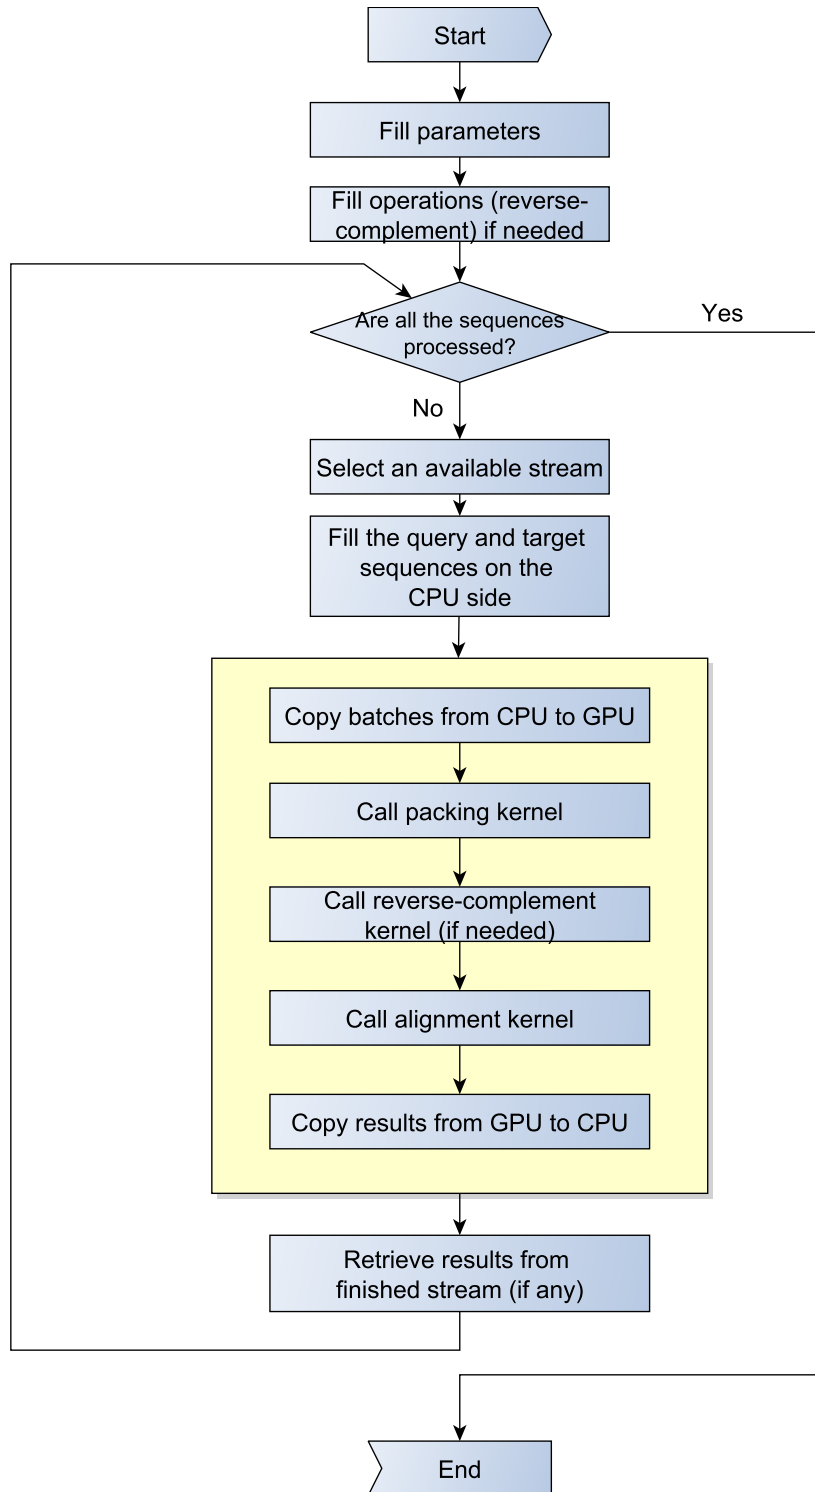 Start
Fill parameters
Fill operations (reverse-
complement) if needed
Are all the sequences
processed?
Yes
No
Select an available stream
Fill the query and target
sequences on the
CPU side
Copy batches from CPU to GPU
Call packing kernel
Call reverse-complement
kernel (if needed)
Call alignment kernel
Copy results from GPU to CPU
Retrieve results from
finished stream (if any)
End